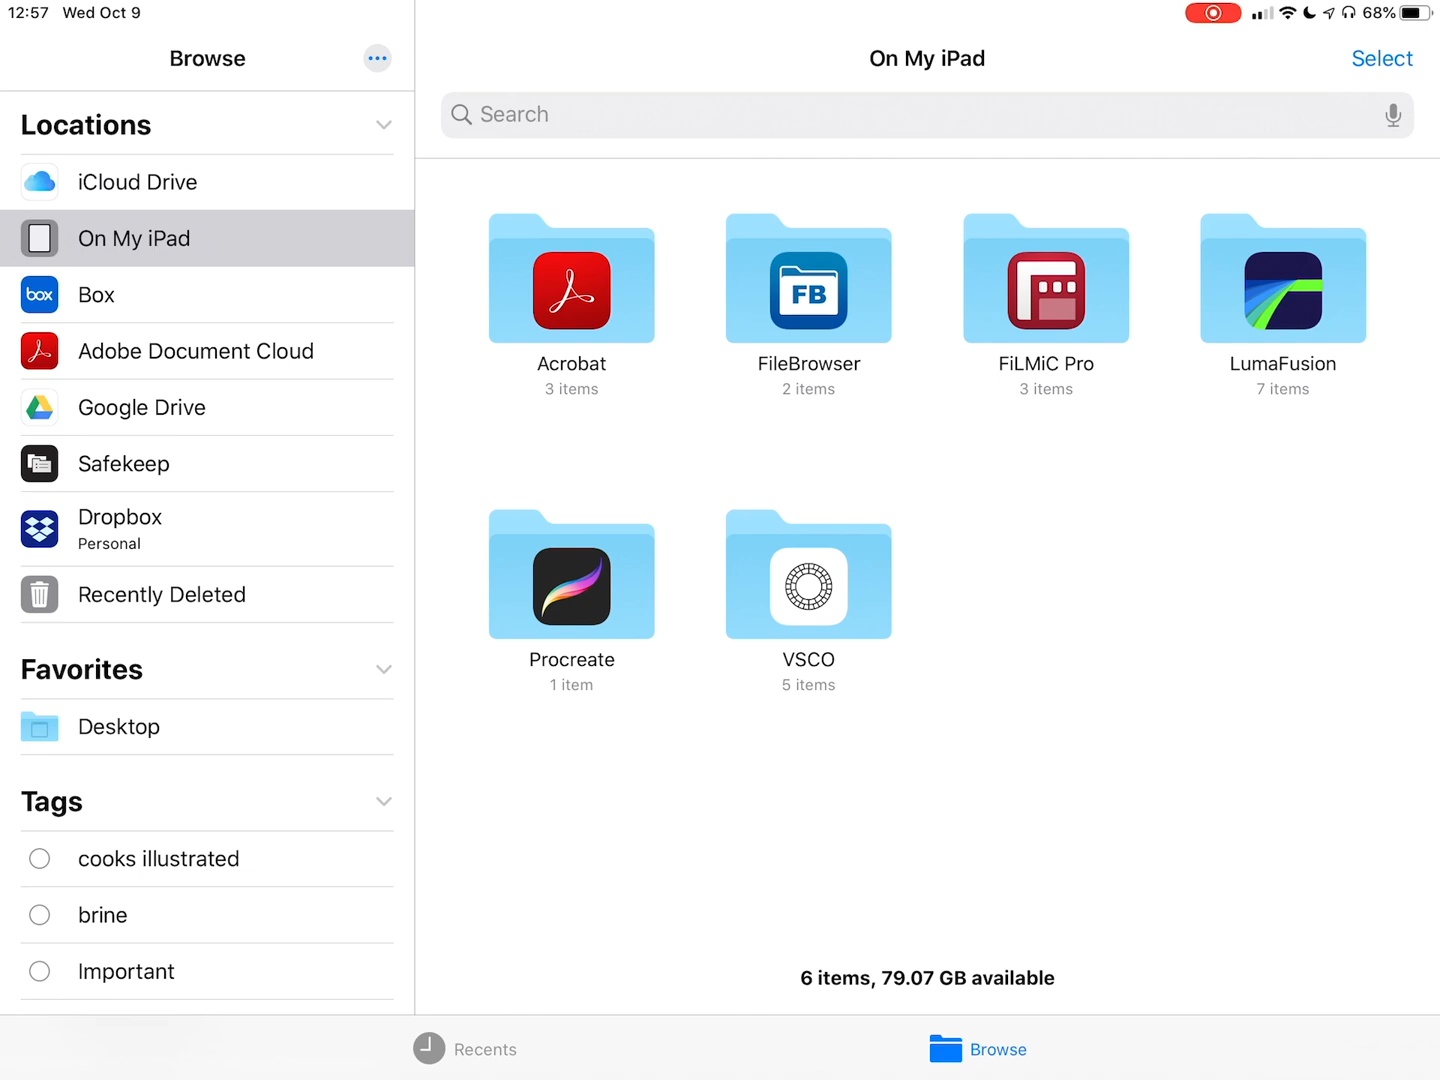 12:57 Wed Oct 9
68%
Browse
On My iPad
Select
Search
Locations
iCloud Drive
On My iPad
box
Box
Adobe Document Cloud
Google Drive
Safekeep
Dropbox
Personal
Recently Deleted
Favorites
Desktop
Tags
cooks illustrated
brine
Important
Acrobat
3 items
FB
FileBrowser
2 items
FiLMiC Pro
3 items
LumaFusion
7 items
Procreate
1 item
VSCO
5 items
6 items, 79.07 GB available
Recents
Browse